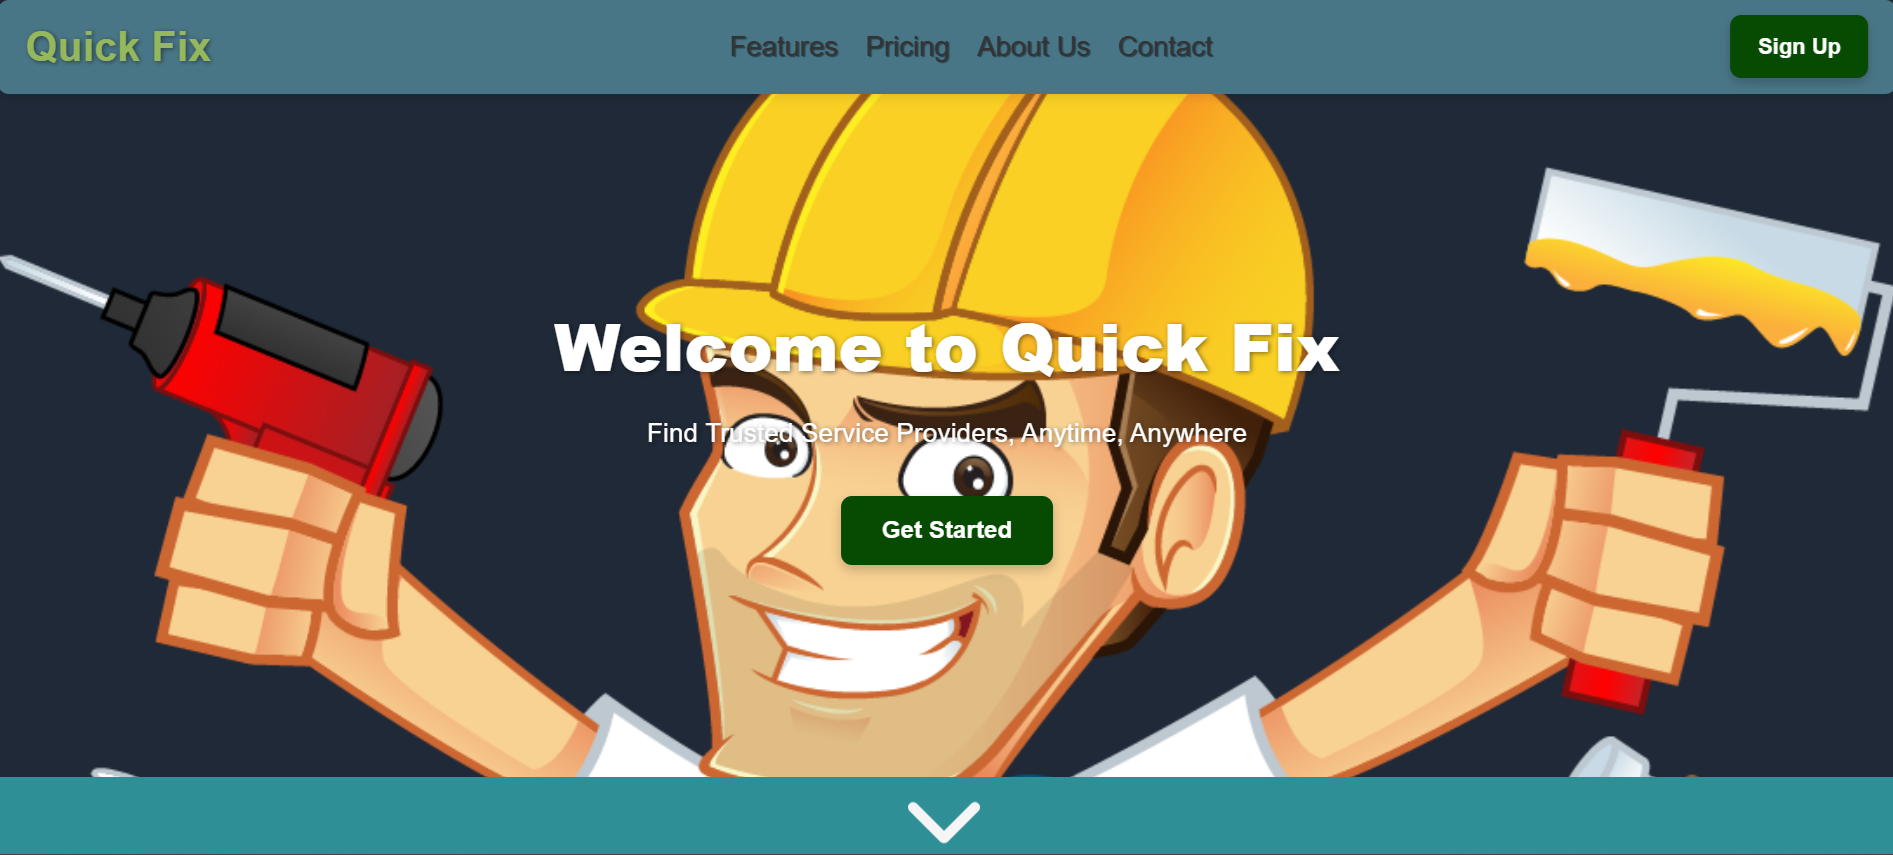 Quick Fix
Features Pricing About Us Contact
Sign Up
Welcome to Quick Fix
Find Trusted Service Providers, Anytime, Anywhere
Get Started